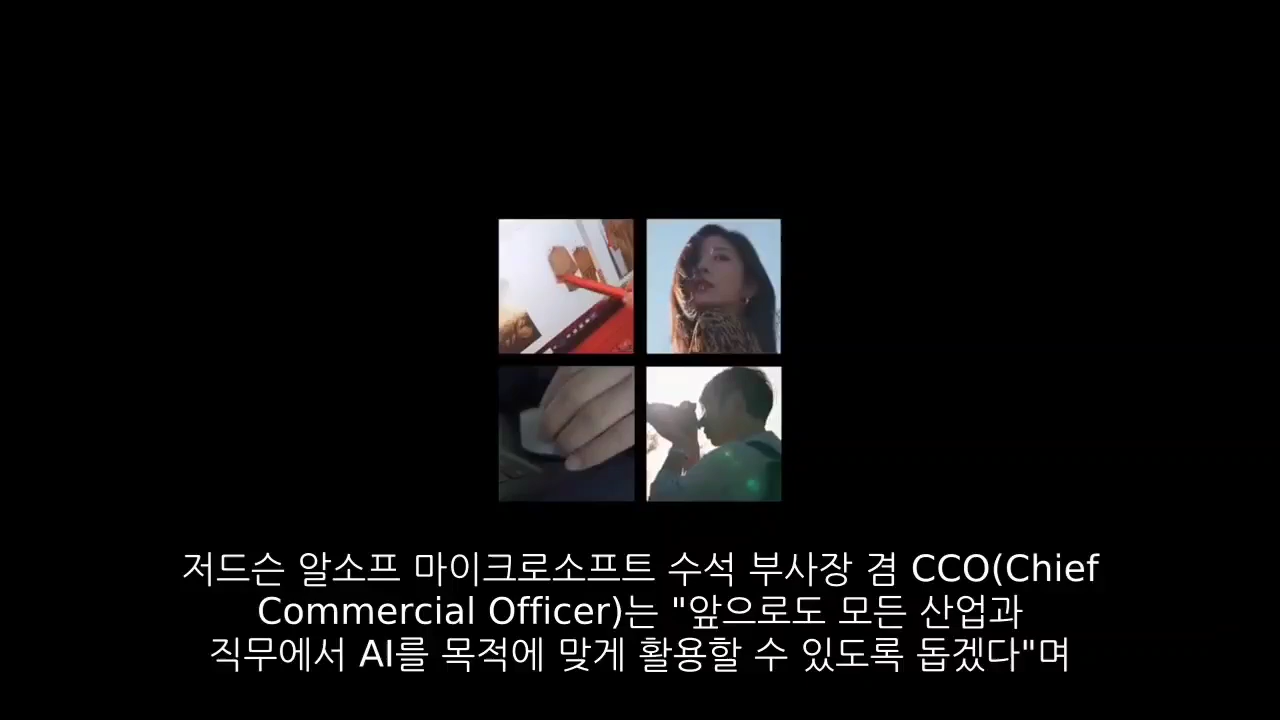 저드슨 알소프 마이크로소프트 수석 부사장 겸 CCO(Chief
Commercial Officer)는 "앞으로도 모든 산업과
직무에서 AI를 목적에 맞게 활용할 수 있도록 돕겠다"며